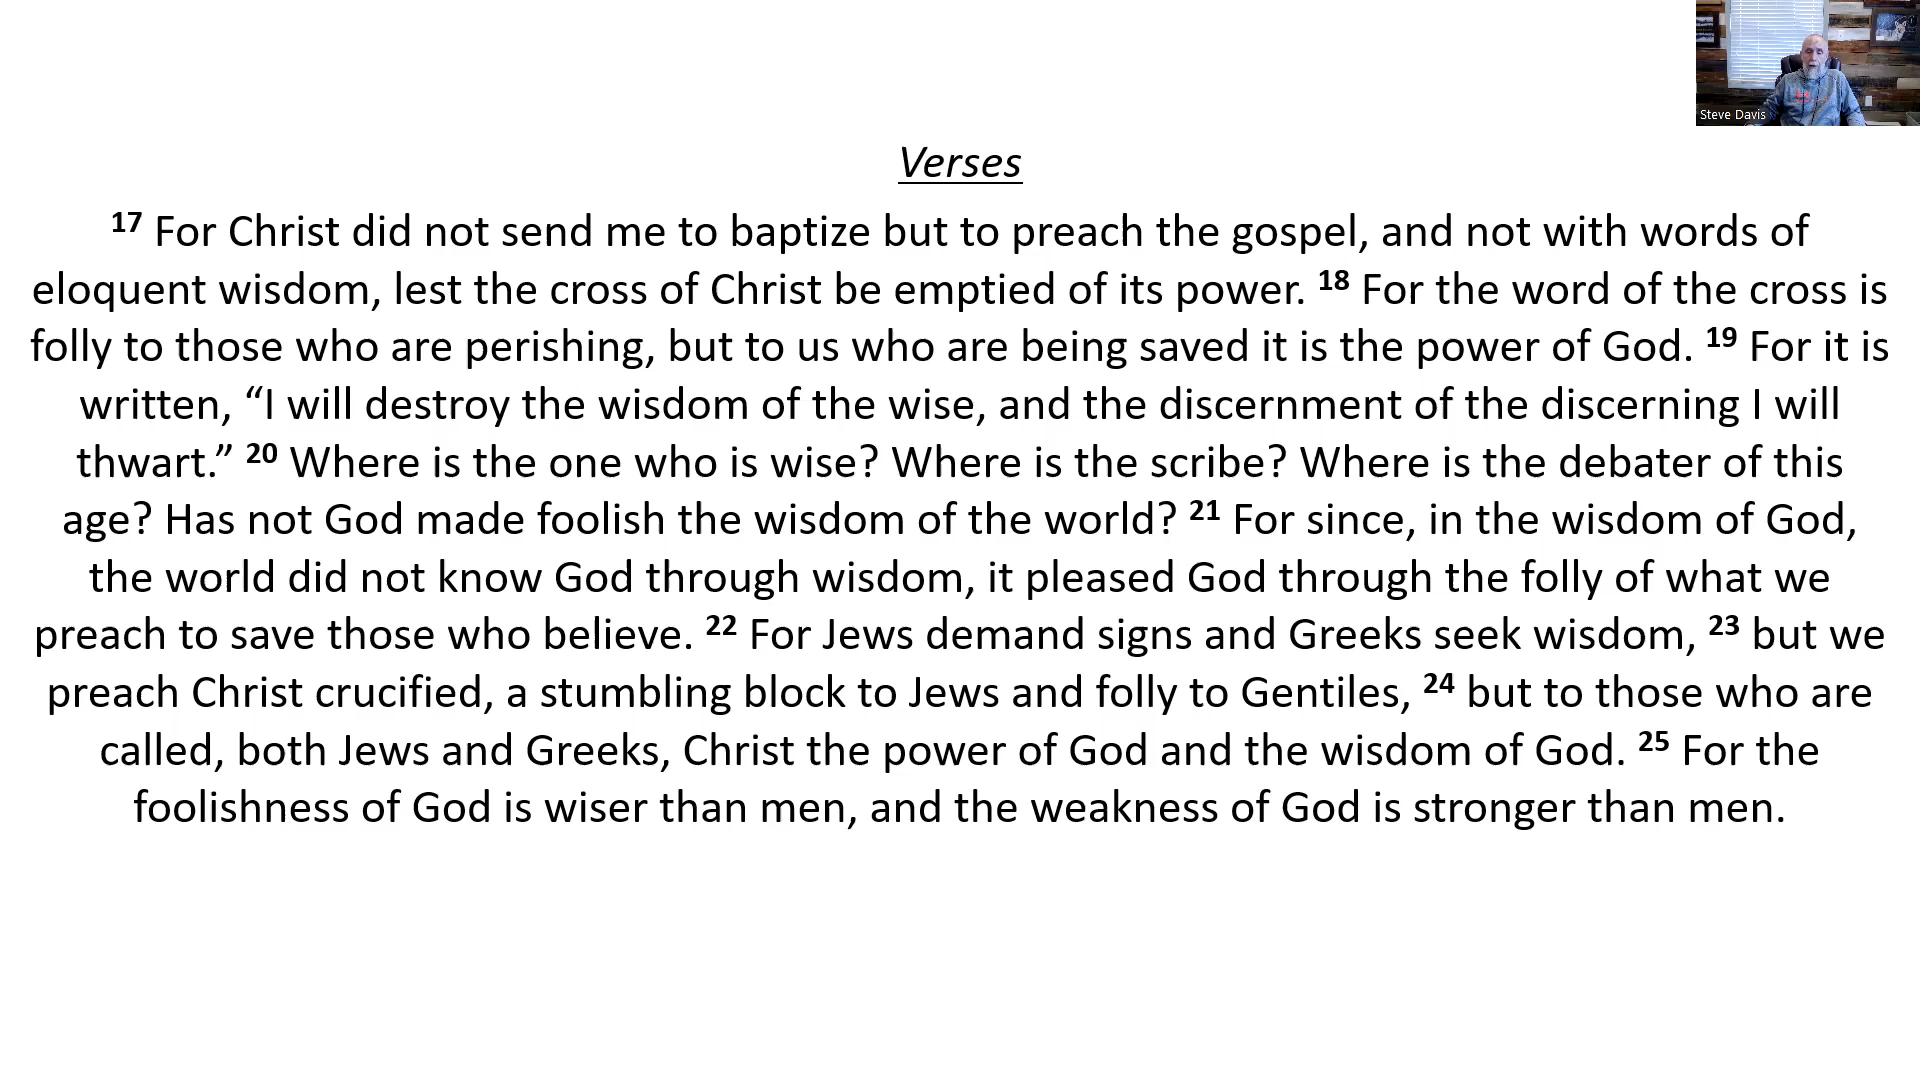 Steve Davis
Verses
17 For Christ did not send me to baptize but to preach the gospel, and not with words of
eloquent wisdom, lest the cross of Christ be emptied of its power. 18 For the word of the cross is
folly to those who are perishing, but to us who are being saved it is the power of God. 19 For it is
written, “I will destroy the wisdom of the wise, and the discernment of the discerning I will
thwart.” 20 Where is the one who is wise? Where is the scribe? Where is the debater of this
age? Has not God made foolish the wisdom of the world? 21 For since, in the wisdom of God,
the world did not know God through wisdom, it pleased God through the folly of what we
preach to save those who believe. 22 For Jews demand signs and Greeks seek wisdom, 23 but we
preach Christ crucified, a stumbling block to Jews and folly to Gentiles, 24 but to those who are
called, both Jews and Greeks, Christ the power of God and the wisdom of God. 25 For the
foolishness of God is wiser than men, and the weakness of God is stronger than men.